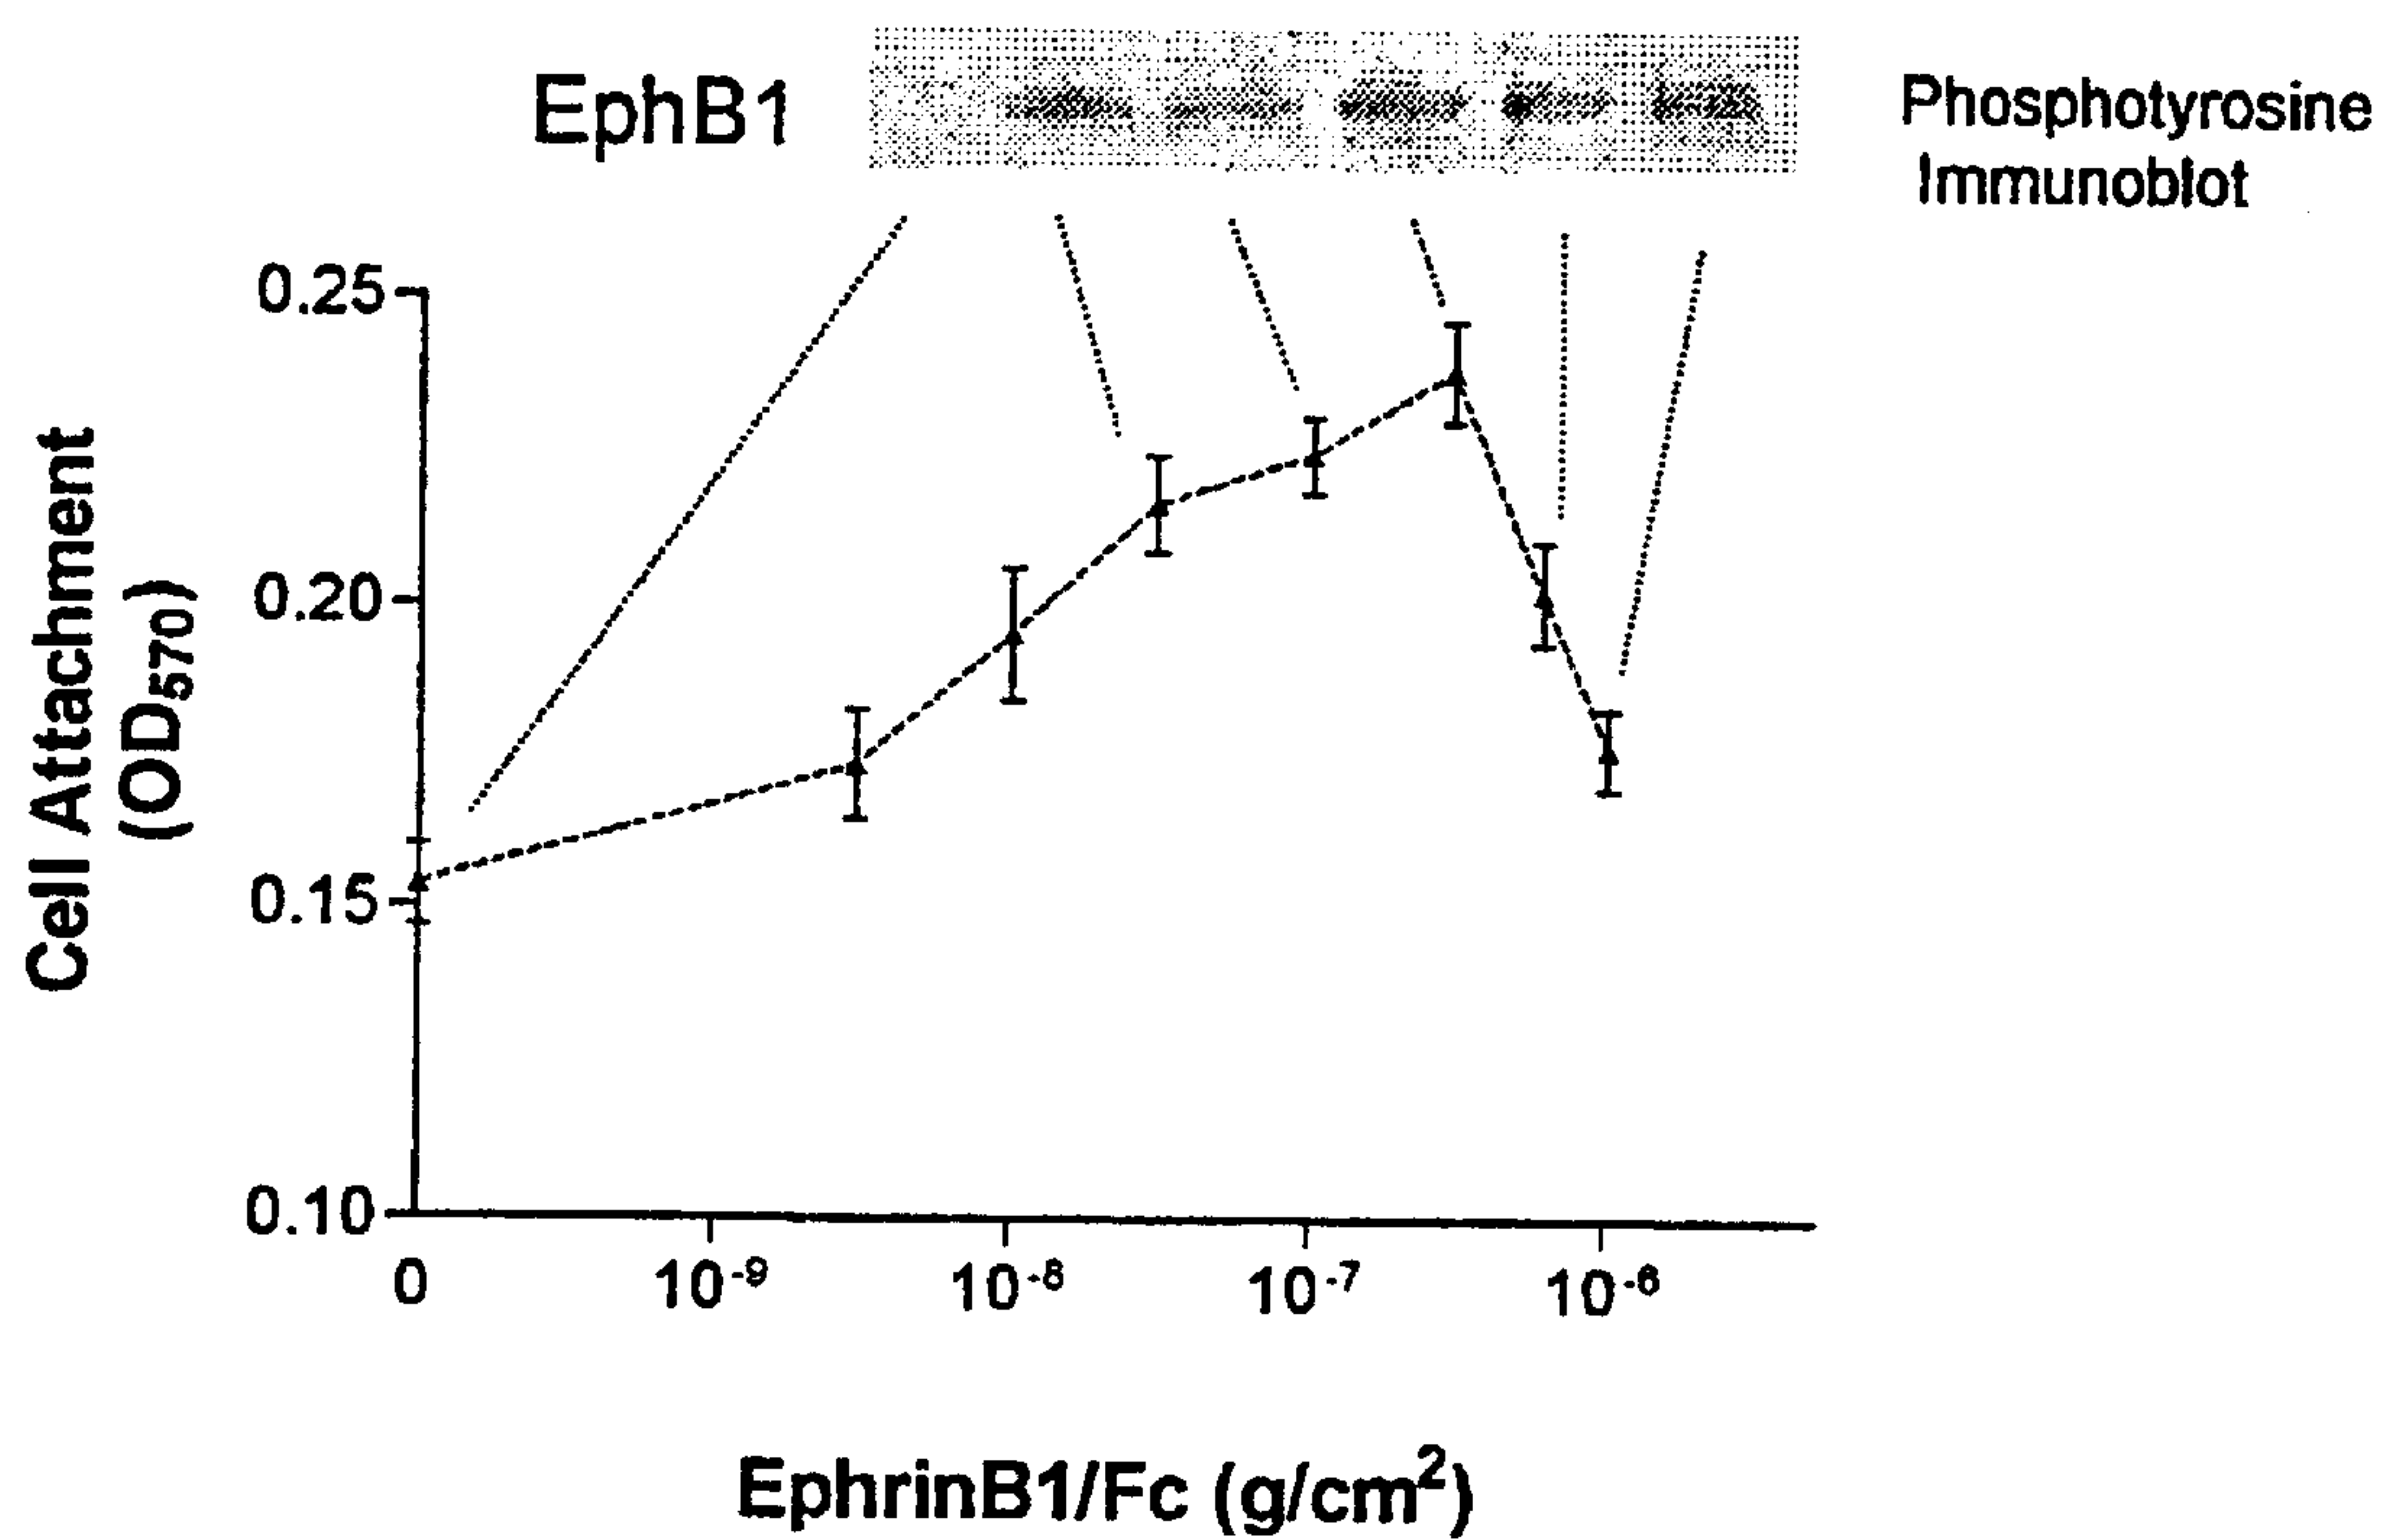 EphB1
Phosphotyrosine
Immunoblot
0.25
0.20
0.15
0.10
Cell Attachment
(OD₅₇₀)
0
10⁻⁹
10⁻⁸
10⁻⁷
10⁻⁶
EphrinB1/Fc (g/cm²)